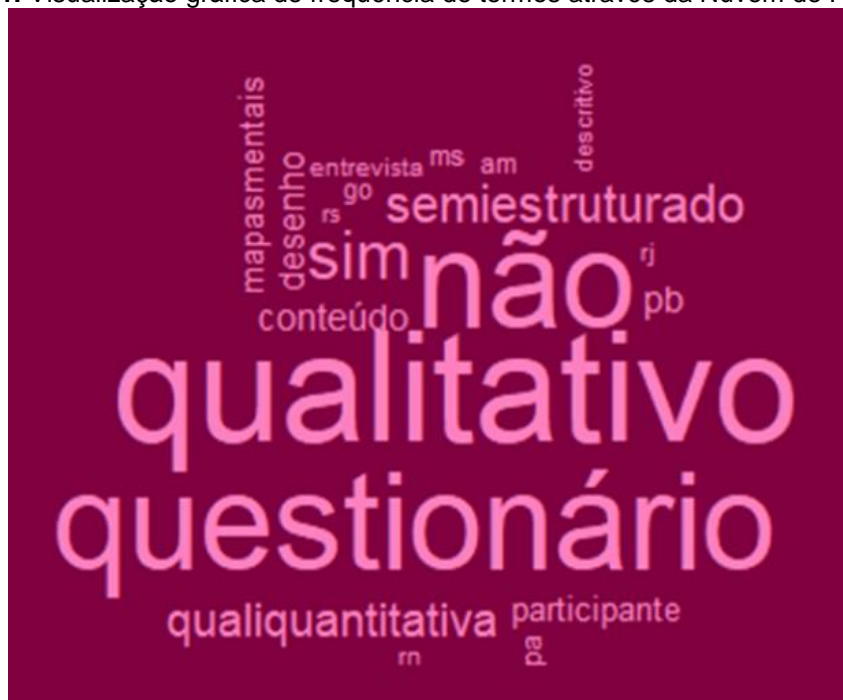 Visualização gráfica de frequência de termos através da Nuvem de
descritivo
mapasmentais
desenho
entrevista ms am
rs go semiestruturado
sim não rj
conteúdo pb
qualitativo
questionário
qualiquantitativa participante
rn pa